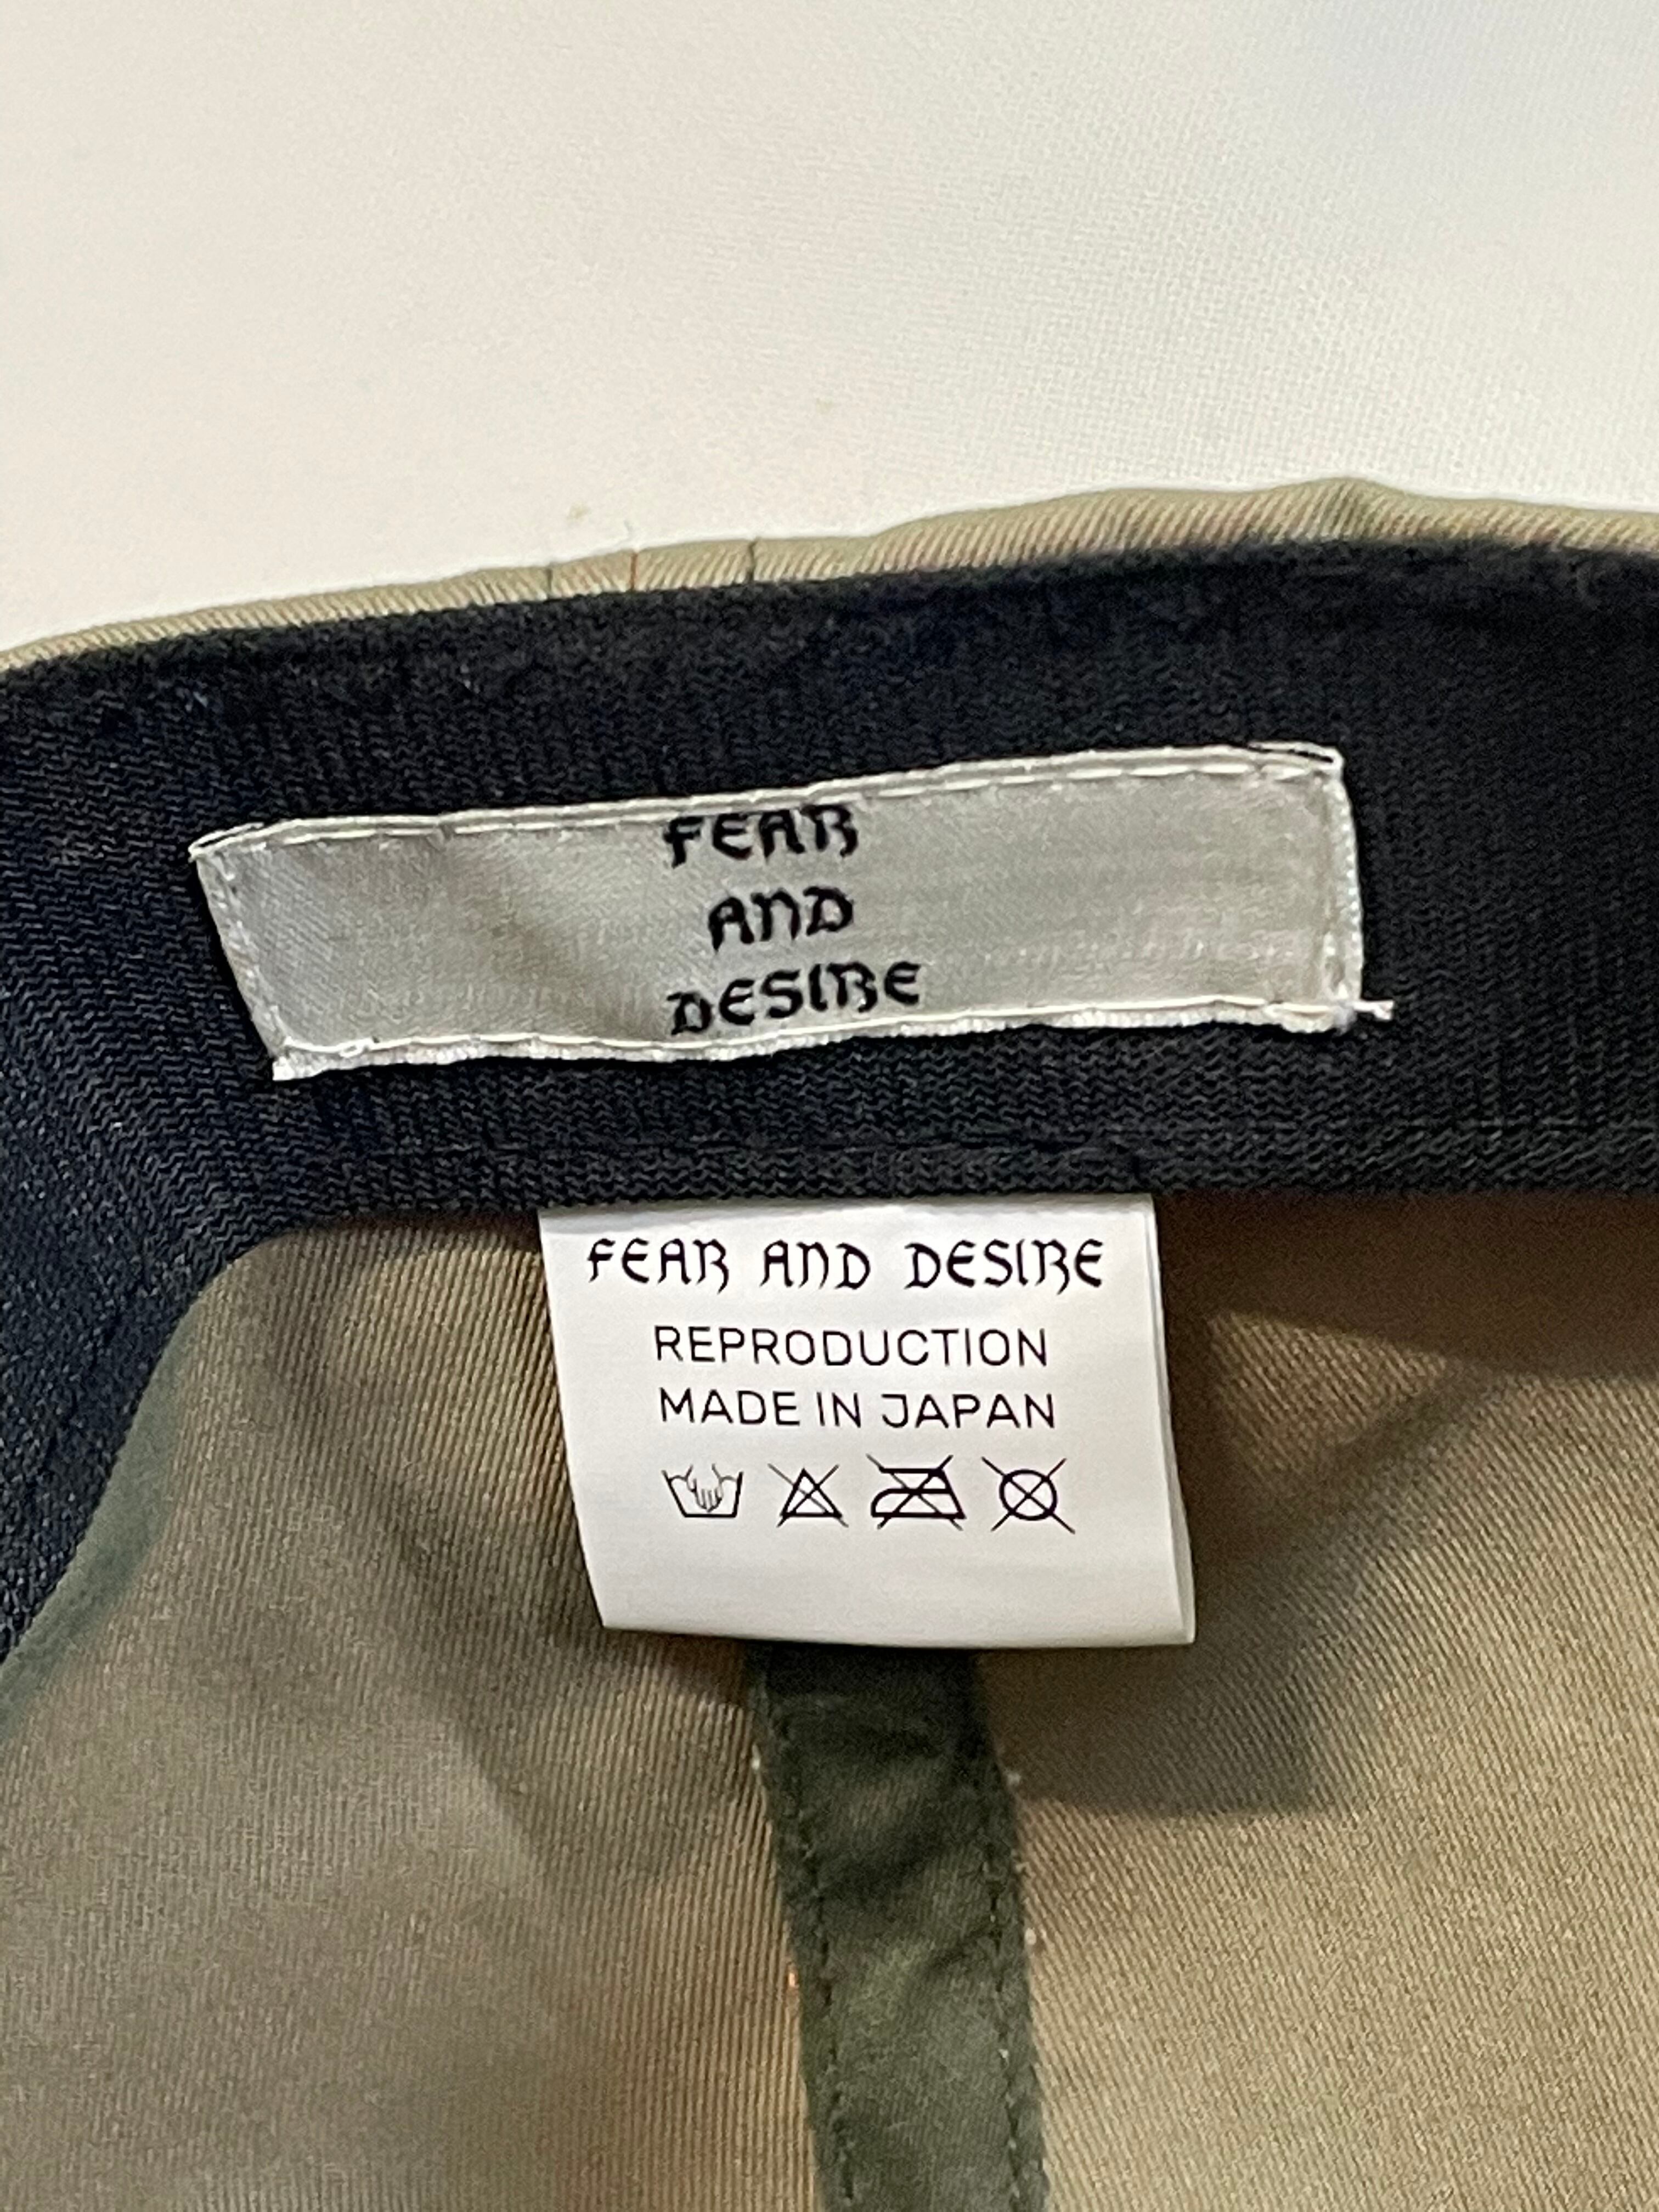 FEAR
AND
DESIRE
FEAR AND DESIRE
REPRODUCTION
MADE IN JAPAN